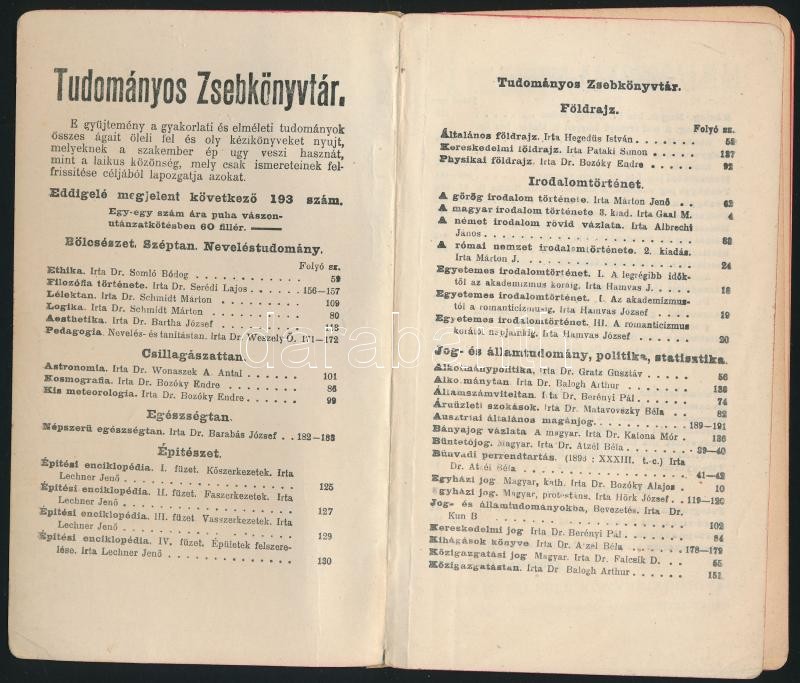 Tudományos Zsebkönyvtár.
E gyüjtemény a gyakorlati és elméleti tudományok
összes ágait öleli fel és oly kézikönyveket nyujt,
melyeknek a szakember ép ugy veszi hasznát,
mint a laikus közönség, mely csak ismereteinek fel-
frissitése céljából lapozgatja azokat.
Eddigelé megjelent következő 193 szám.
Egy-egy szám ára puha vászon-
utánzatkötésben 60 fillér.
Bölcsészet. Széptan. Neveléstudomány.
Folyó sz.
Ethika. Irta Dr. Somló Bódog 59
Filozófia története. Irta Dr. Serédi Lajos 156—157
Lélektan. Irta Dr. Schmidt Márton 109
Logika. Irta Dr. Schmidt Márton 80
Aesthetika. Irta Dr. Bartha József 113
Pedagogia. Nevelés- és tanitástan. Irta Dr. Weszely Ö. 171—172
Csillagászattan.
Astronomia. Irta Dr. Wonaszek A. Antal 101
Kosmografia. Irta Dr. Bozóky Endre 86
Kis meteorologia. Irta Dr. Bozóky Endre 99
Egészségtan.
Népszerü egészségtan. Irta Dr. Barabás József 182—183
Épitészet.
Épitési enciklopédia. I. füzet. Kőszerkezetek. Irta
Lechner Jenő 125
Épitési enciklopédia. II. füzet. Faszerkezetek. Irta
Lechner Jenő 127
Épitési enciklopédia. III. füzet. Vasszerkezetek. Irta
Lechner Jenő 129
Épitési enciklopédia. IV. füzet. Épületek felszere-
lése. Irta Lechner Jenő 130
Tudományos Zsebkönyvtár.
Földrajz.
Folyó sz.
Általános földrajz. Irta Hegedüs István 58
Kereskedelmi földrajz. Irta Pataki Simon 137
Physikai földrajz. Irta Dr. Bozóky Endre 92
Irodalomtörténet.
A görög irodalom története. Irta Márton Jenő 63
A magyar irodalom története 3. kiad. Irta Gaal M. 4
A német irodalom rövid vázlata. Irta Albrecht
János 83
A római nemzet irodalomtörténete. 2. kiadás.
Irta Márton J. 24
Egyetemes irodalomtörténet. I. A legrégibb idők-
től az akademizmus koráig. Irta Hamvas J. 18
Egyetemes irodalomtörténet. II. Az akademizmus-
tól a romanticizmusig. Irta Hamvas József 19
Egyetemes irodalomtörténet. III. A romanticizmus
korától napjainkig. Irta Hamvas József 20
Jog- és államtudomány, politika, statisztika.
Alkotmánypolitika. Irta Dr. Gratz Gusztáv 56
Alkotmánytan. Irta Dr. Balogh Arthur 138
Államszámviteltan. Irta Dr. Berényi Pál 74
Áruüzleti szokások. Irta Dr. Matavovszky Béla 82
Ausztriai általános magánjog. 189—191
Bányajog vázlata A magyar. Irta Dr. Katona Mór 136
Büntetőjog. Magyar. Irta Dr. Atzél Béla 39—40
Bünvádi perrendtartás. (1896 : XXXIII. t.-c.) Irta
Dr. Atzél Béla 41—42
Egyházi jog Magyar, kath. Irta Dr. Bozóky Alajos 10
Egyházi jog. Magyar, protestáns. Irta Hörk József 119—120
Jog- és államtudományokba, Bevezetés. Irta Dr.
Kun B 102
Kereskedelmi jog Irta Dr. Berényi Pál 84
Kihágások könyve Irta Dr. Atzél Béla 178—179
Közigazgatási jog Magyar. Irta Dr. Falcsik D. 55
Közigazgatástan. Irta Dr Balogh Arthur 151
darabanth